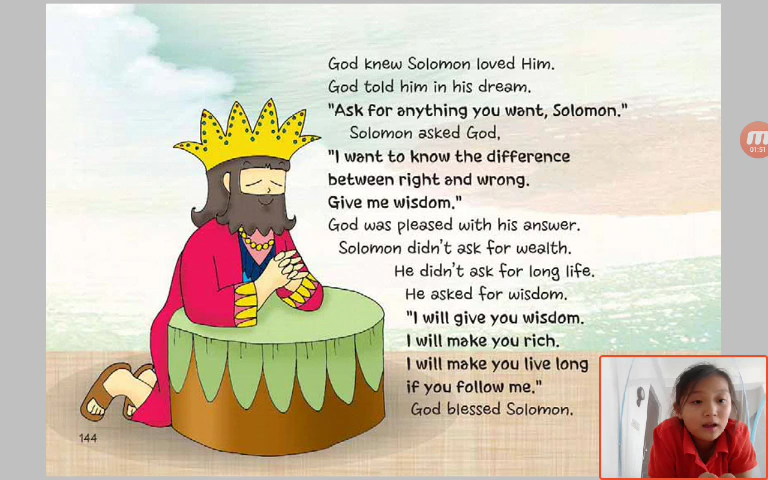 God knew Solomon loved Him.
God told him in his dream.
"Ask for anything you want, Solomon."
Solomon asked God,
"I want to know the difference
between right and wrong.
Give me wisdom."
God was pleased with his answer.
Solomon didn't ask for wealth.
He didn't ask for long life.
He asked for wisdom.
"I will give you wisdom.
I will make you rich.
I will make you live long
if you follow me."
God blessed Solomon.
144
01:51